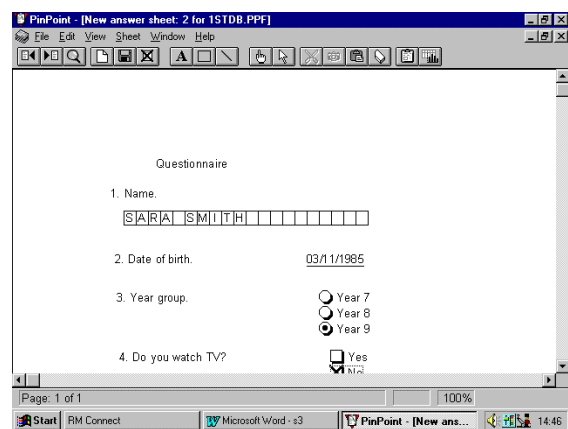 PinPoint - [New answer sheet: 2 for 1STDB.PPF]
File Edit View Sheet Window Help
A
Questionnaire
1. Name.
SARA SMITH
2. Date of birth. 03/11/1985
3. Year group. Year 7
Year 8
Year 9
4. Do you watch TV? Yes
No
Page: 1 of 1 100%
Start RM Connect Microsoft Word - s3 PinPoint - [New ans... 14:46